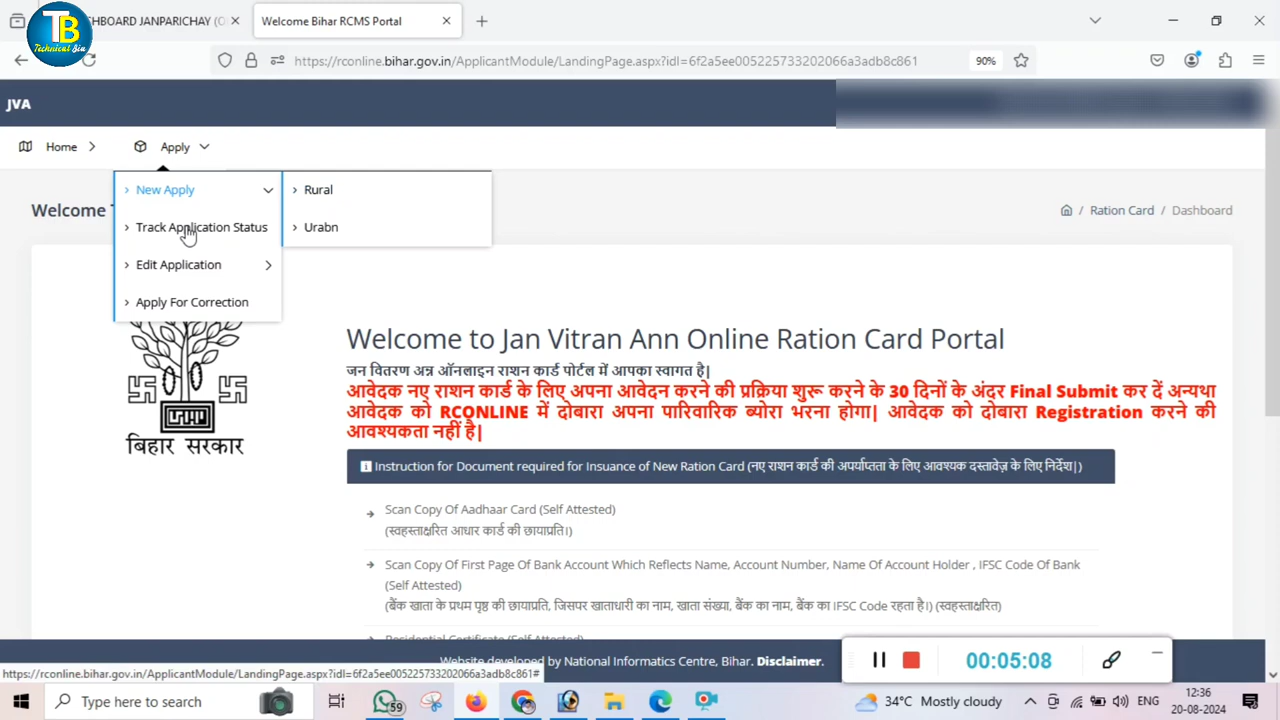 DASHBOARD JANPARICHAY (O
Welcome Bihar RCMS Portal
TB
Technical Bia
https://rconline.bihar.gov.in/ApplicantModule/LandingPage.aspx?idl=6f2a5ee005225733202066a3adb8c861
90%
JVA
Home
Apply
New Apply
Rural
Track Application Status
Urabn
Edit Application
Apply For Correction
Welcome
Ration Card / Dashboard
बिहार सरकार
Welcome to Jan Vitran Ann Online Ration Card Portal
जन वितरण अन्न ऑनलाइन राशन कार्ड पोर्टल में आपका स्वागत है|
आवेदक नए राशन कार्ड के लिए अपना आवेदन करने की प्रक्रिया शुरू करने के 30 दिनों के अंदर Final Submit कर दें अन्यथा
आवेदक को RCONLINE में दोबारा अपना पारिवारिक ब्योरा भरना होगा| आवेदक को दोबारा Registration करने की
आवश्यकता नहीं है|
Instruction for Document required for Issuance of New Ration Card (नए राशन कार्ड की अपर्याप्तता के लिए आवश्यक दस्तावेज़ के लिए निर्देश|)
Scan Copy Of Aadhaar Card (Self Attested)
(स्वहस्ताक्षरित आधार कार्ड की छायाप्रति।)
Scan Copy Of First Page Of Bank Account Which Reflects Name, Account Number, Name Of Account Holder , IFSC Code Of Bank
(Self Attested)
(बैंक खाता के प्रथम पृष्ठ की छायाप्रति, जिसपर खाताधारी का नाम, खाता संख्या, बैंक का नाम, बैंक का IFSC Code रहता है।) (स्वहस्ताक्षरित)
Residential Certificate (Self Attested)
Website developed by National Informatics Centre, Bihar. Disclaimer.
https://rconline.bihar.gov.in/ApplicantModule/LandingPage.aspx?idl=6f2a5ee005225733202066a3adb8c861#
00:05:08
Type here to search
59
34°C Mostly cloudy
ENG
12:36
20-08-2024